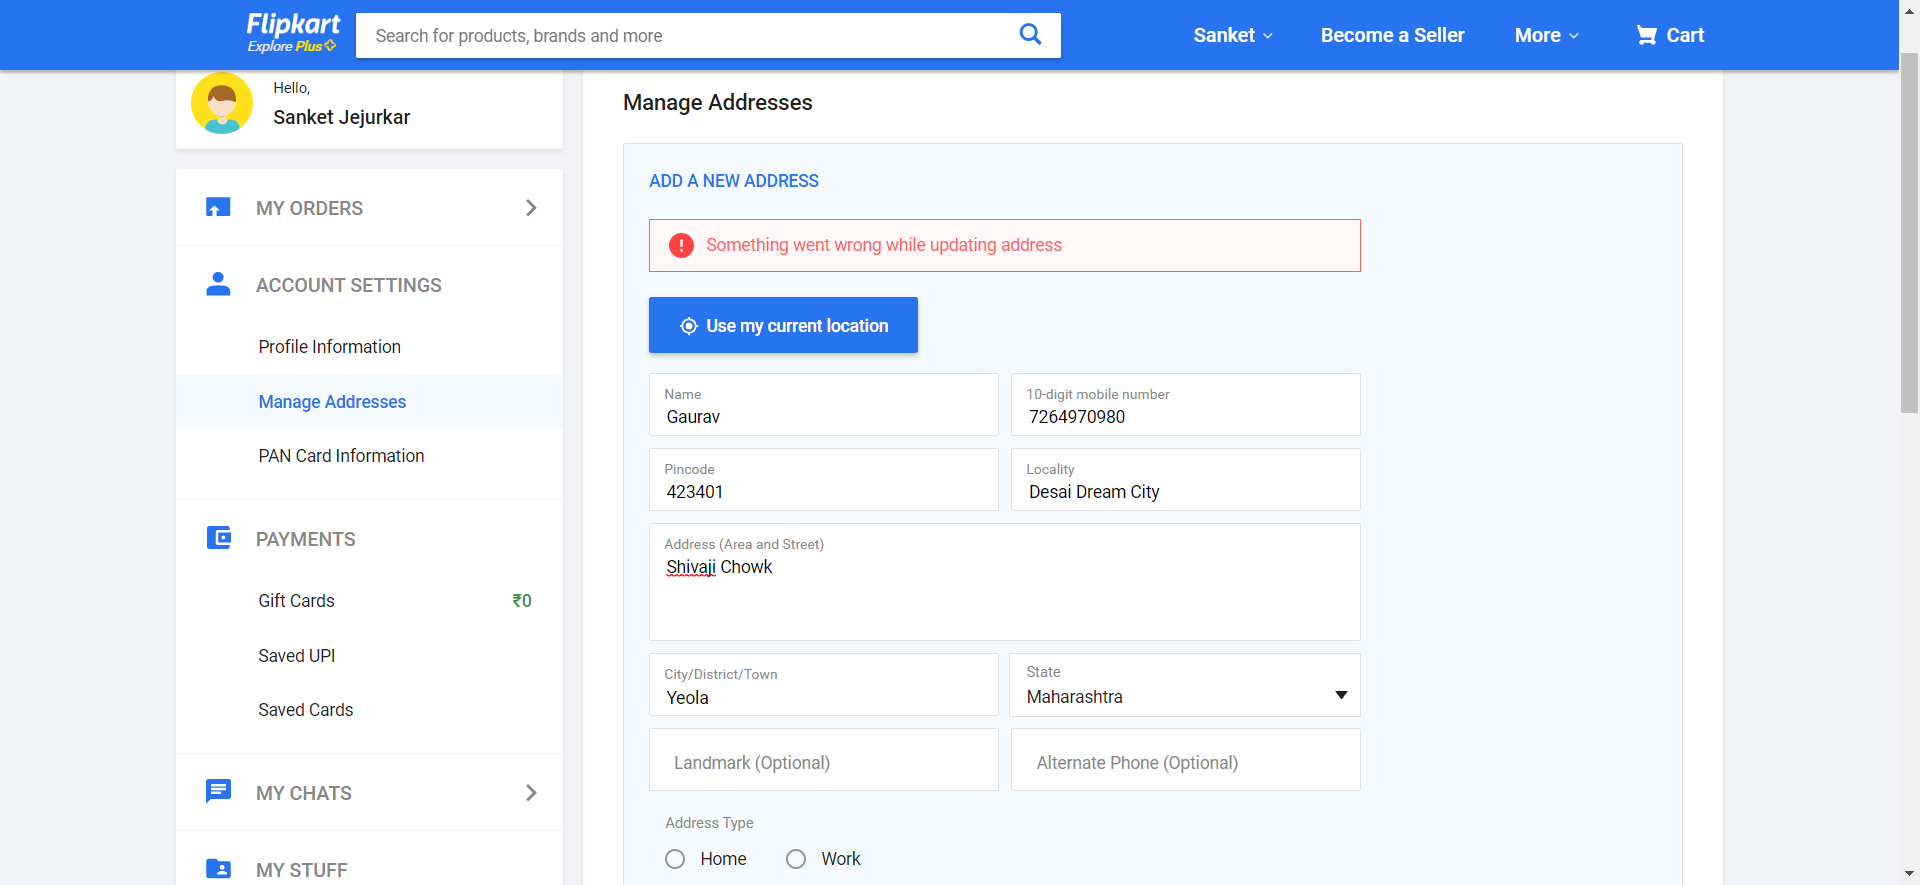 Flipkart
Explore Plus
Search for products, brands and more
Sanket
Become a Seller
More
Cart
Hello,
Sanket Jejurkar
MY ORDERS
ACCOUNT SETTINGS
Profile Information
Manage Addresses
PAN Card Information
PAYMENTS
Gift Cards ₹0
Saved UPI
Saved Cards
MY CHATS
MY STUFF
Manage Addresses
ADD A NEW ADDRESS
Something went wrong while updating address
Use my current location
Name
Gaurav
10-digit mobile number
7264970980
Pincode
423401
Locality
Desai Dream City
Address (Area and Street)
Shivaji Chowk
City/District/Town
Yeola
State
Maharashtra
Landmark (Optional)
Alternate Phone (Optional)
Address Type
Home
Work